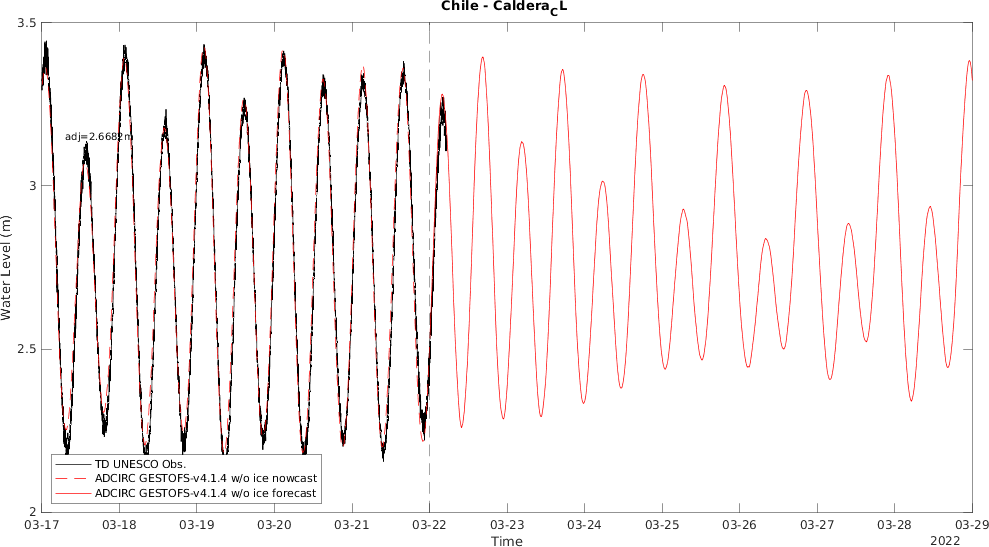 Chile - Caldera_CL
3.5
3
2.5
2
Water Level (m)
adj=2.6682m
TD UNESCO Obs.
ADCIRC GESTOFS-v4.1.4 w/o ice nowcast
ADCIRC GESTOFS-v4.1.4 w/o ice forecast
03-17 03-18 03-19 03-20 03-21 03-22 03-23 03-24 03-25 03-26 03-27 03-28 03-29
Time
2022